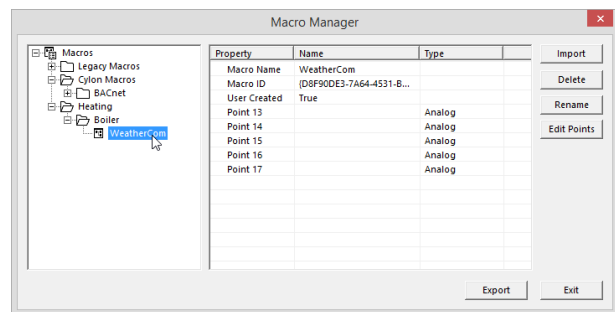 Macro Manager
Macros
Legacy Macros
Cylon Macros
BACnet
Heating
Boiler
WeatherCom
Property Name Type
Macro Name WeatherCom
Macro ID {D8F90DE3-7A64-4531-B...
User Created True
Point 13 Analog
Point 14 Analog
Point 15 Analog
Point 16 Analog
Point 17 Analog
Import
Delete
Rename
Edit Points
Export Exit